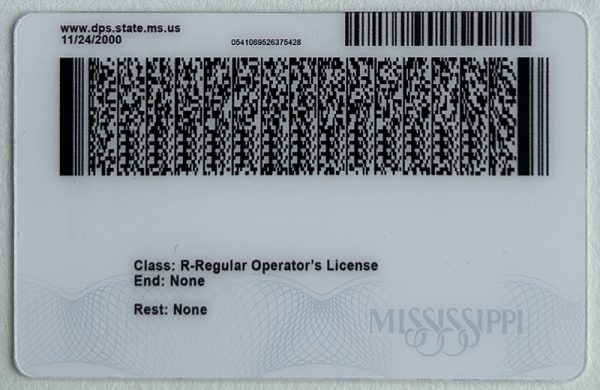 www.dps.state.ms.us
11/24/2000
0541089526375428
Class: R-Regular Operator's License
End: None
Rest: None
MISSISSIPPI